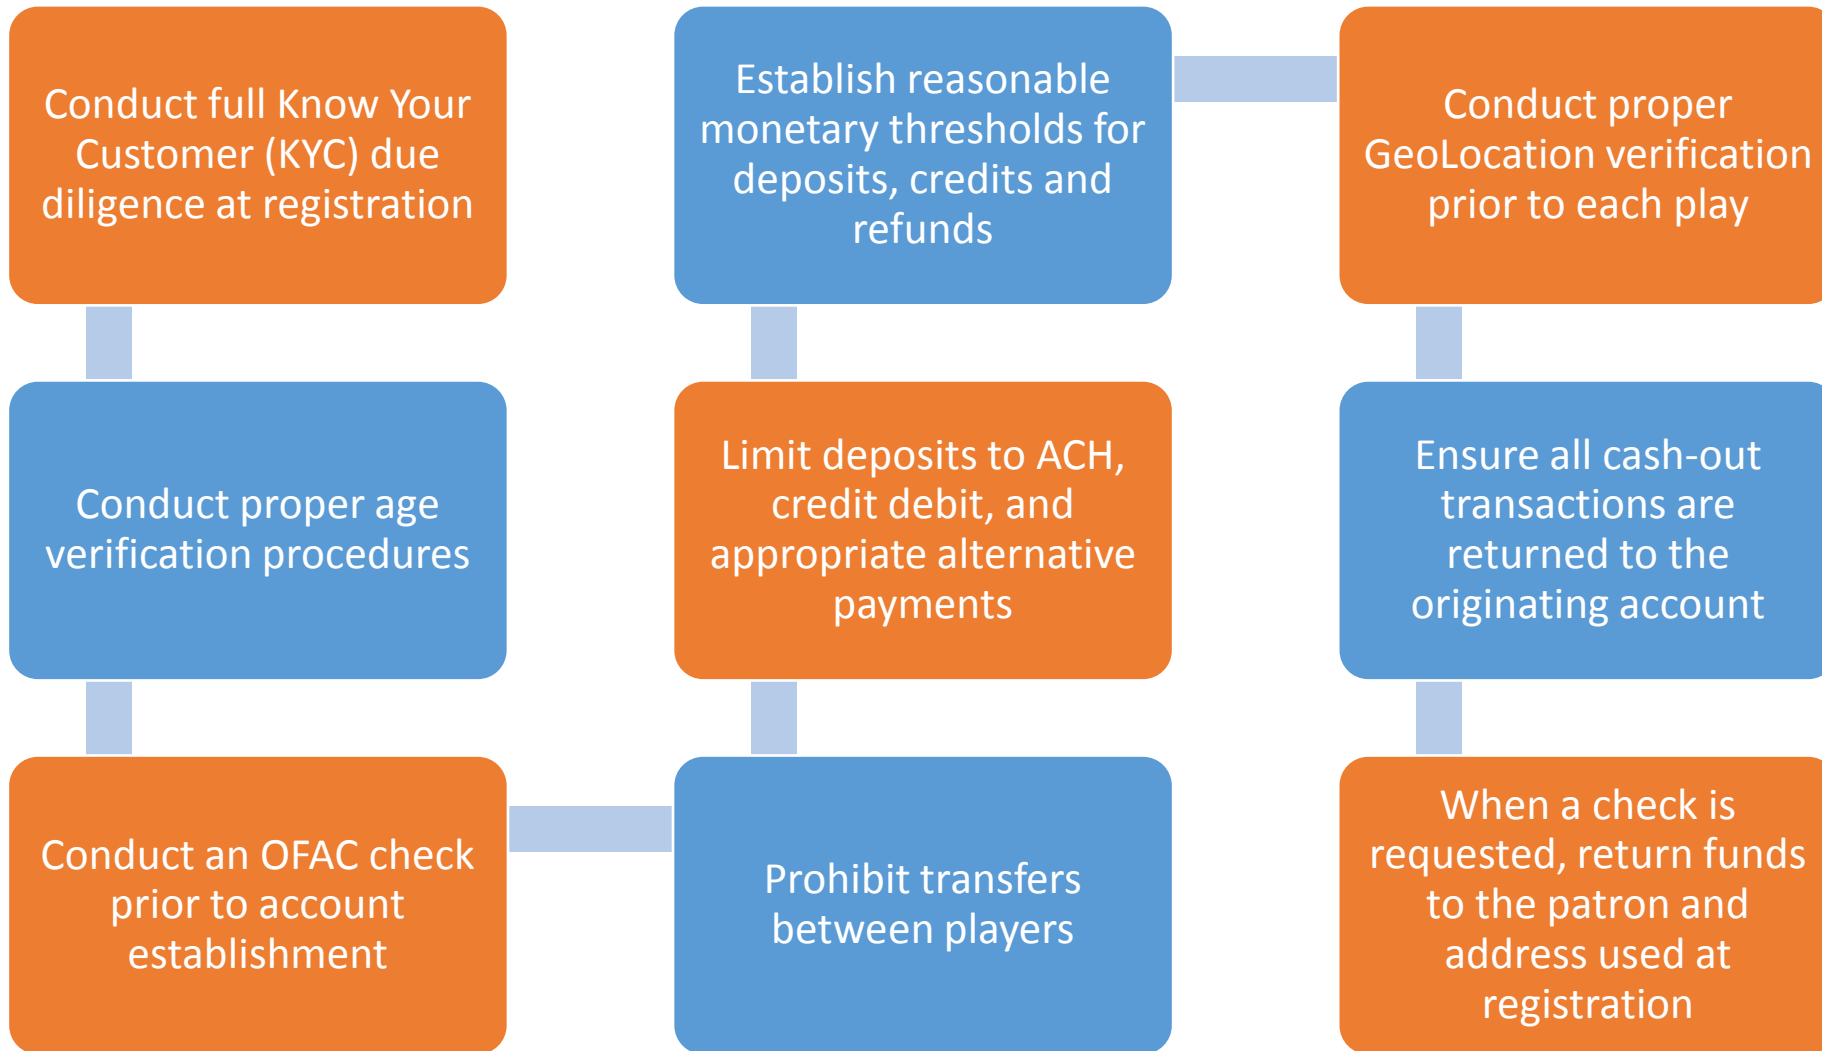 Conduct full Know Your
Customer (KYC) due
diligence at registration
Conduct proper age
verification procedures
Conduct an OFAC check
prior to account
establishment
Prohibit transfers
between players
Limit deposits to ACH,
credit debit, and
appropriate alternative
payments
Establish reasonable
monetary thresholds for
deposits, credits and
refunds
Conduct proper
GeoLocation verification
prior to each play
Ensure all cash-out
transactions are
returned to the
originating account
When a check is
requested, return funds
to the patron and
address used at
registration